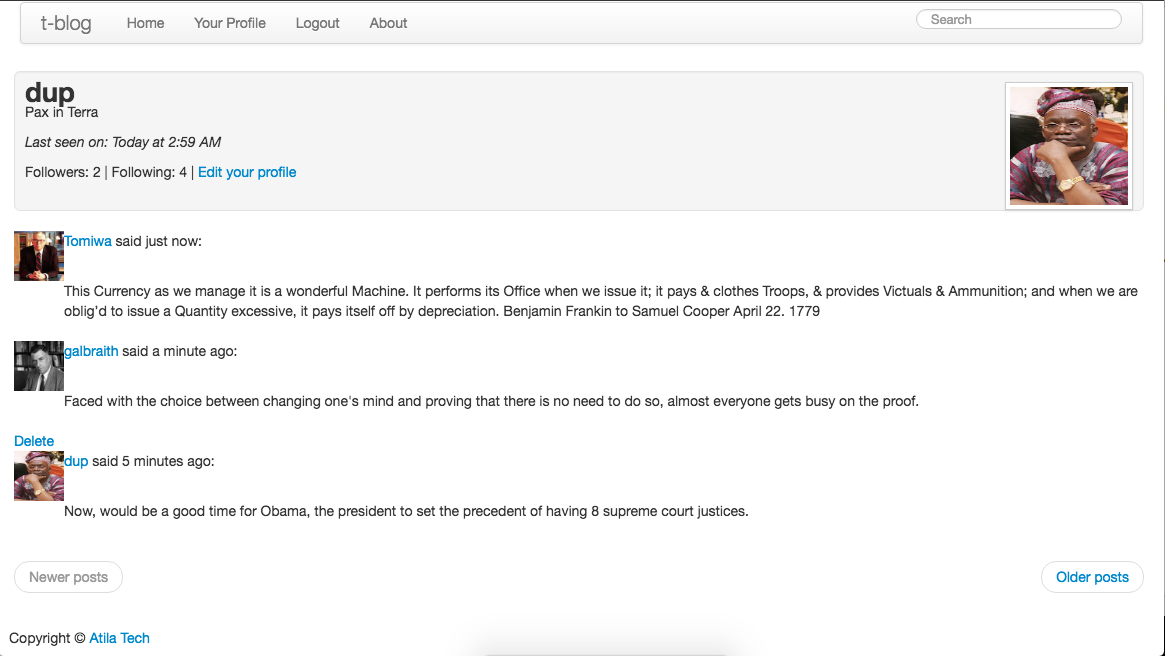 t-blog Home Your Profile Logout About Search
dup
Pax in Terra
Last seen on: Today at 2:59 AM
Followers: 2 | Following: 4 | Edit your profile
Tomiwa said just now:
This Currency as we manage it is a wonderful Machine. It performs its Office when we issue it; it pays & clothes Troops, & provides Victuals & Ammunition; and when we are
oblig'd to issue a Quantity excessive, it pays itself off by depreciation. Benjamin Frankin to Samuel Cooper April 22. 1779
galbraith said a minute ago:
Faced with the choice between changing one's mind and proving that there is no need to do so, almost everyone gets busy on the proof.
Delete
dup said 5 minutes ago:
Now, would be a good time for Obama, the president to set the precedent of having 8 supreme court justices.
Newer posts Older posts
Copyright © Atila Tech